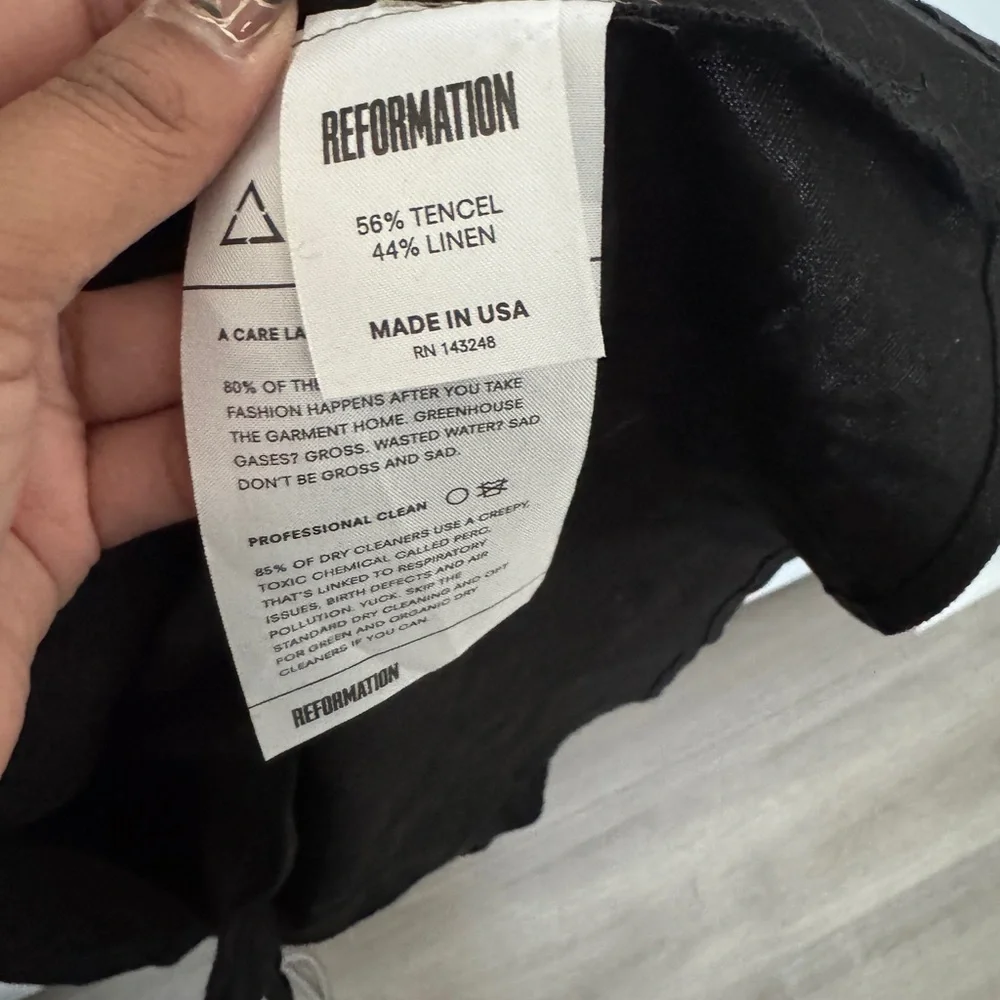 REFORMATION
56% TENCEL
44% LINEN
MADE IN USA
RN 143248
A CARE LA
80% OF THE
FASHION HAPPENS AFTER YOU TAKE
THE GARMENT HOME. GREENHOUSE
GASES? GROSS. WASTED WATER? SAD
DON'T BE GROSS AND SAD.
PROFESSIONAL CLEAN
85% OF DRY CLEANERS USE A CREEPY,
TOXIC CHEMICAL CALLED PERC
THAT'S LINKED TO RESPIRATORY
ISSUES, BIRTH DEFECTS AND AIR
POLLUTION. YUCK. SKIP THE
STANDARD DRY CLEANING AND OPT
FOR GREEN AND ORGANIC DRY
CLEANERS IF YOU CAN.
REFORMATION